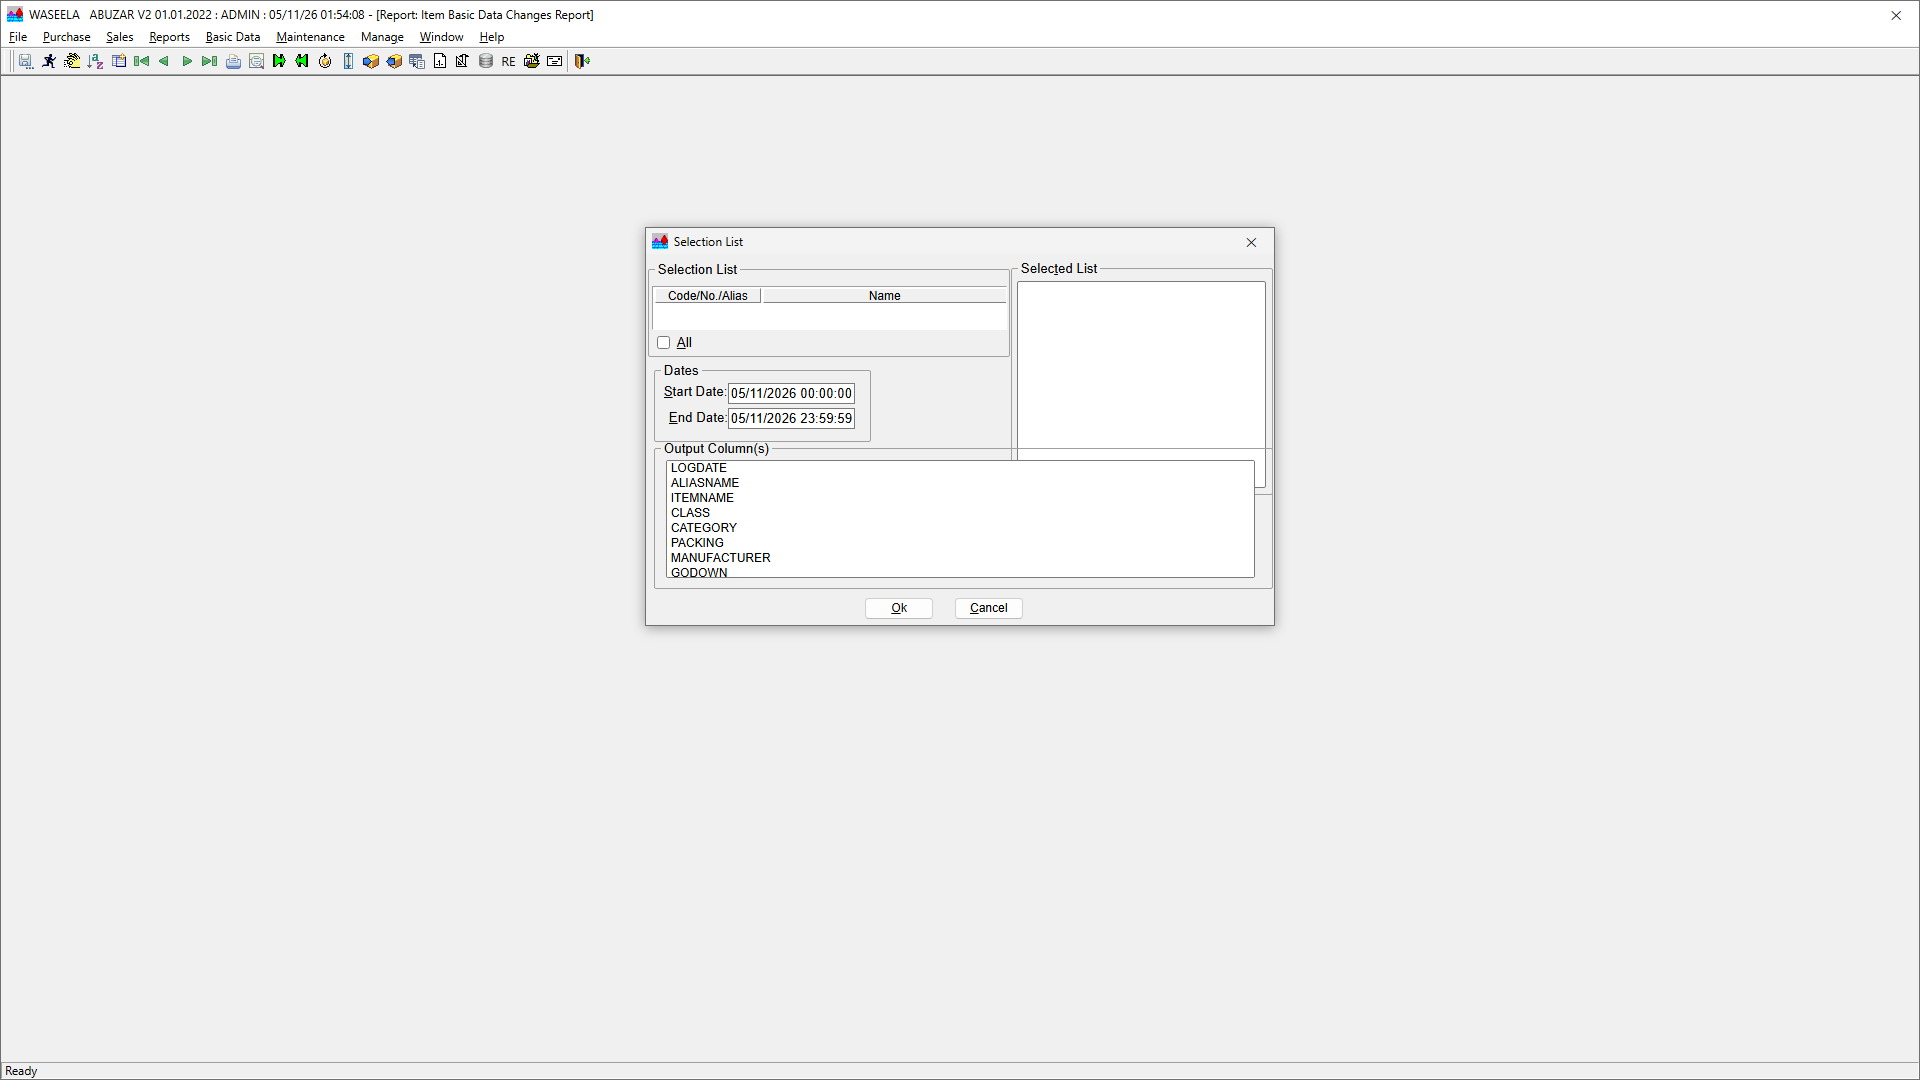 WASEELA ABUZAR V2 01.01.2022 : ADMIN : 05/11/26 01:54:08 - [Report: Item Basic Data Changes Report]
File Purchase Sales Reports Basic Data Maintenance Manage Window Help
RE
Selection List
Selection List
Code/No./Alias Name
All
Selected List
Dates
Start Date: 05/11/2026 00:00:00
End Date: 05/11/2026 23:59:59
Output Column(s)
LOGDATE
ALIASNAME
ITEMNAME
CLASS
CATEGORY
PACKING
MANUFACTURER
GODOWN
Ok Cancel
Ready